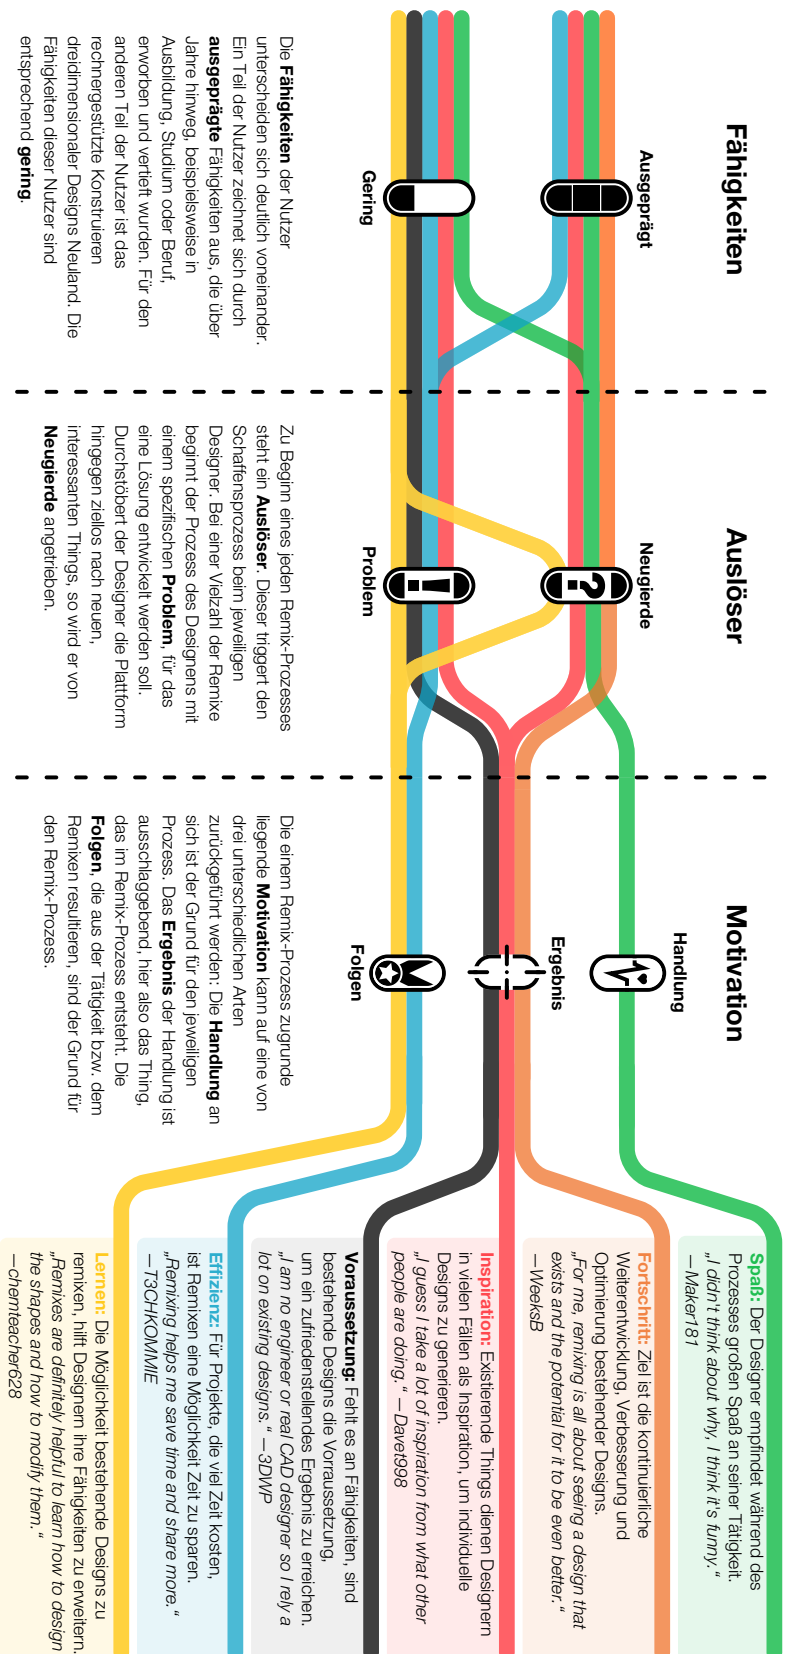 Fähigkeiten
Ausgeprägt
Gering
Die Fähigkeiten der Nutzer
unterscheiden sich deutlich voneinander.
Ein Teil der Nutzer zeichnet sich durch
ausgeprägte Fähigkeiten aus, die über
Jahre hinweg, beispielsweise in
Ausbildung, Studium oder Beruf,
erworben und vertieft wurden. Für den
anderen Teil der Nutzer ist das
rechnergestützte Konstruieren
dreidimensionaler Designs Neuland. Die
Fähigkeiten dieser Nutzer sind
entsprechend gering.
Auslöser
Neugierde
?
Problem
!
Zu Beginn eines jeden Remix-Prozesses
steht ein Auslöser. Dieser triggert den
Schaffensprozess beim jeweiligen
Designer. Bei einer Vielzahl der Remixe
beginnt der Prozess des Designens mit
einem spezifischen Problem, für das
eine Lösung entwickelt werden soll.
Durchstöbert der Designer die Plattform
hingegen ziellos nach neuen,
interessanten Things, so wird er von
Neugierde angetrieben.
Motivation
Handlung
Ergebnis
Folgen
Die einem Remix-Prozess zugrunde
liegende Motivation kann auf eine von
drei unterschiedlichen Arten
zurückgeführt werden: Die Handlung an
sich ist der Grund für den jeweiligen
Prozess. Das Ergebnis der Handlung ist
ausschlaggebend, hier also das Thing,
das im Remix-Prozess entsteht. Die
Folgen, die aus der Tätigkeit bzw. dem
Remixen resultieren, sind der Grund für
den Remix-Prozess.
Spaß: Der Designer empfindet während des
Prozesses großen Spaß an seiner Tätigkeit.
„I didn't think about why, I think it's funny.“
—Maker181
Fortschritt: Ziel ist die kontinuierliche
Weiterentwicklung, Verbesserung und
Optimierung bestehender Designs.
„For me, remixing is all about seeing a design that
exists and the potential for it to be even better.“
—WeeksB
Inspiration: Existierende Things dienen Designern
in vielen Fällen als Inspiration, um individuelle
Designs zu generieren.
„I guess I take a lot of inspiration from what other
people are doing.“ — Davet998
Voraussetzung: Fehlt es an Fähigkeiten, sind
bestehende Designs die Vorraussetzung,
um ein zufriedenstellendes Ergebnis zu erreichen.
„I am no engineer or real CAD designer so I rely a
lot on existing designs.“ —3DWP
Effizienz: Für Projekte, die viel Zeit kosten,
ist Remixen eine Möglichkeit Zeit zu sparen.
„Remixing helps me save time and share more.“
—T3CHKOMMIE
Lernen: Die Möglichkeit bestehende Designs zu
remixen, hilft Designern ihre Fähigkeiten zu erweitern.
„Remixes are definitely helpful to learn how to design
the shapes and how to modify them.“
—chemteacher628